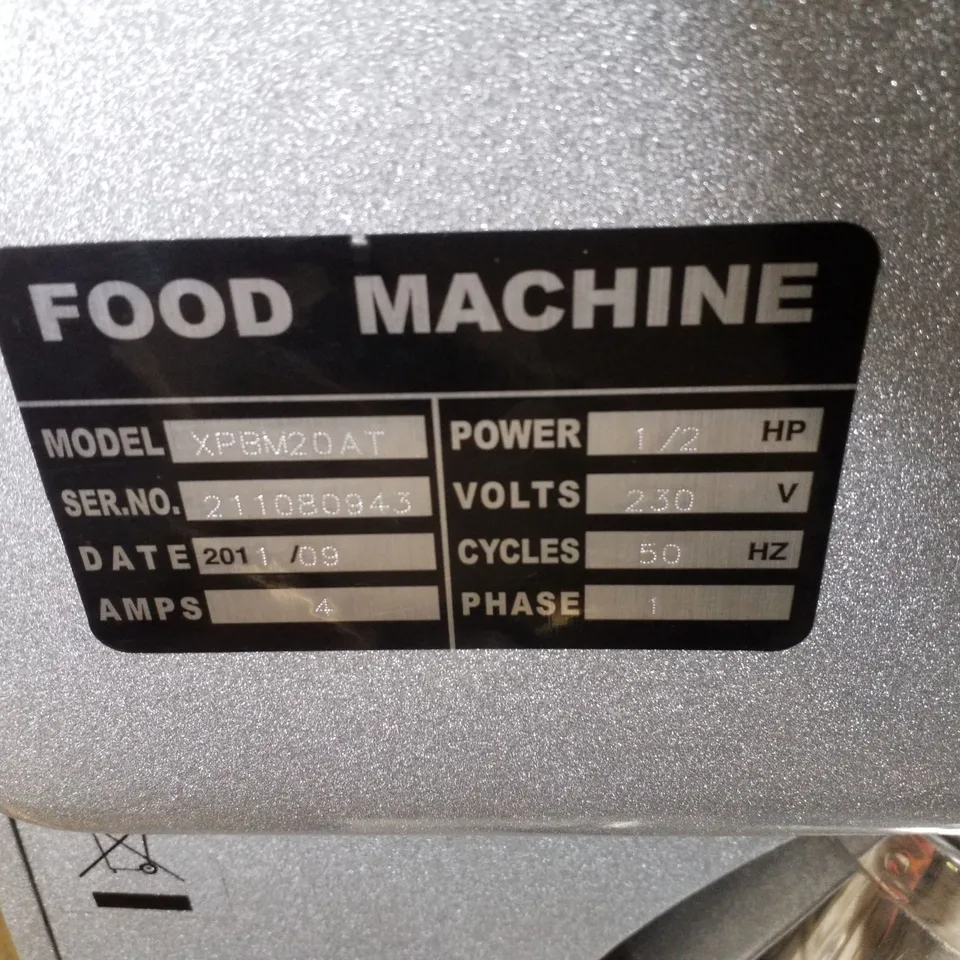 FOOD MACHINE
MODEL XPBM20AT
SER.NO. 211080943
DATE 2011 /09
AMPS 4
POWER 1/2 HP
VOLTS 230 V
CYCLES 50 HZ
PHASE 1